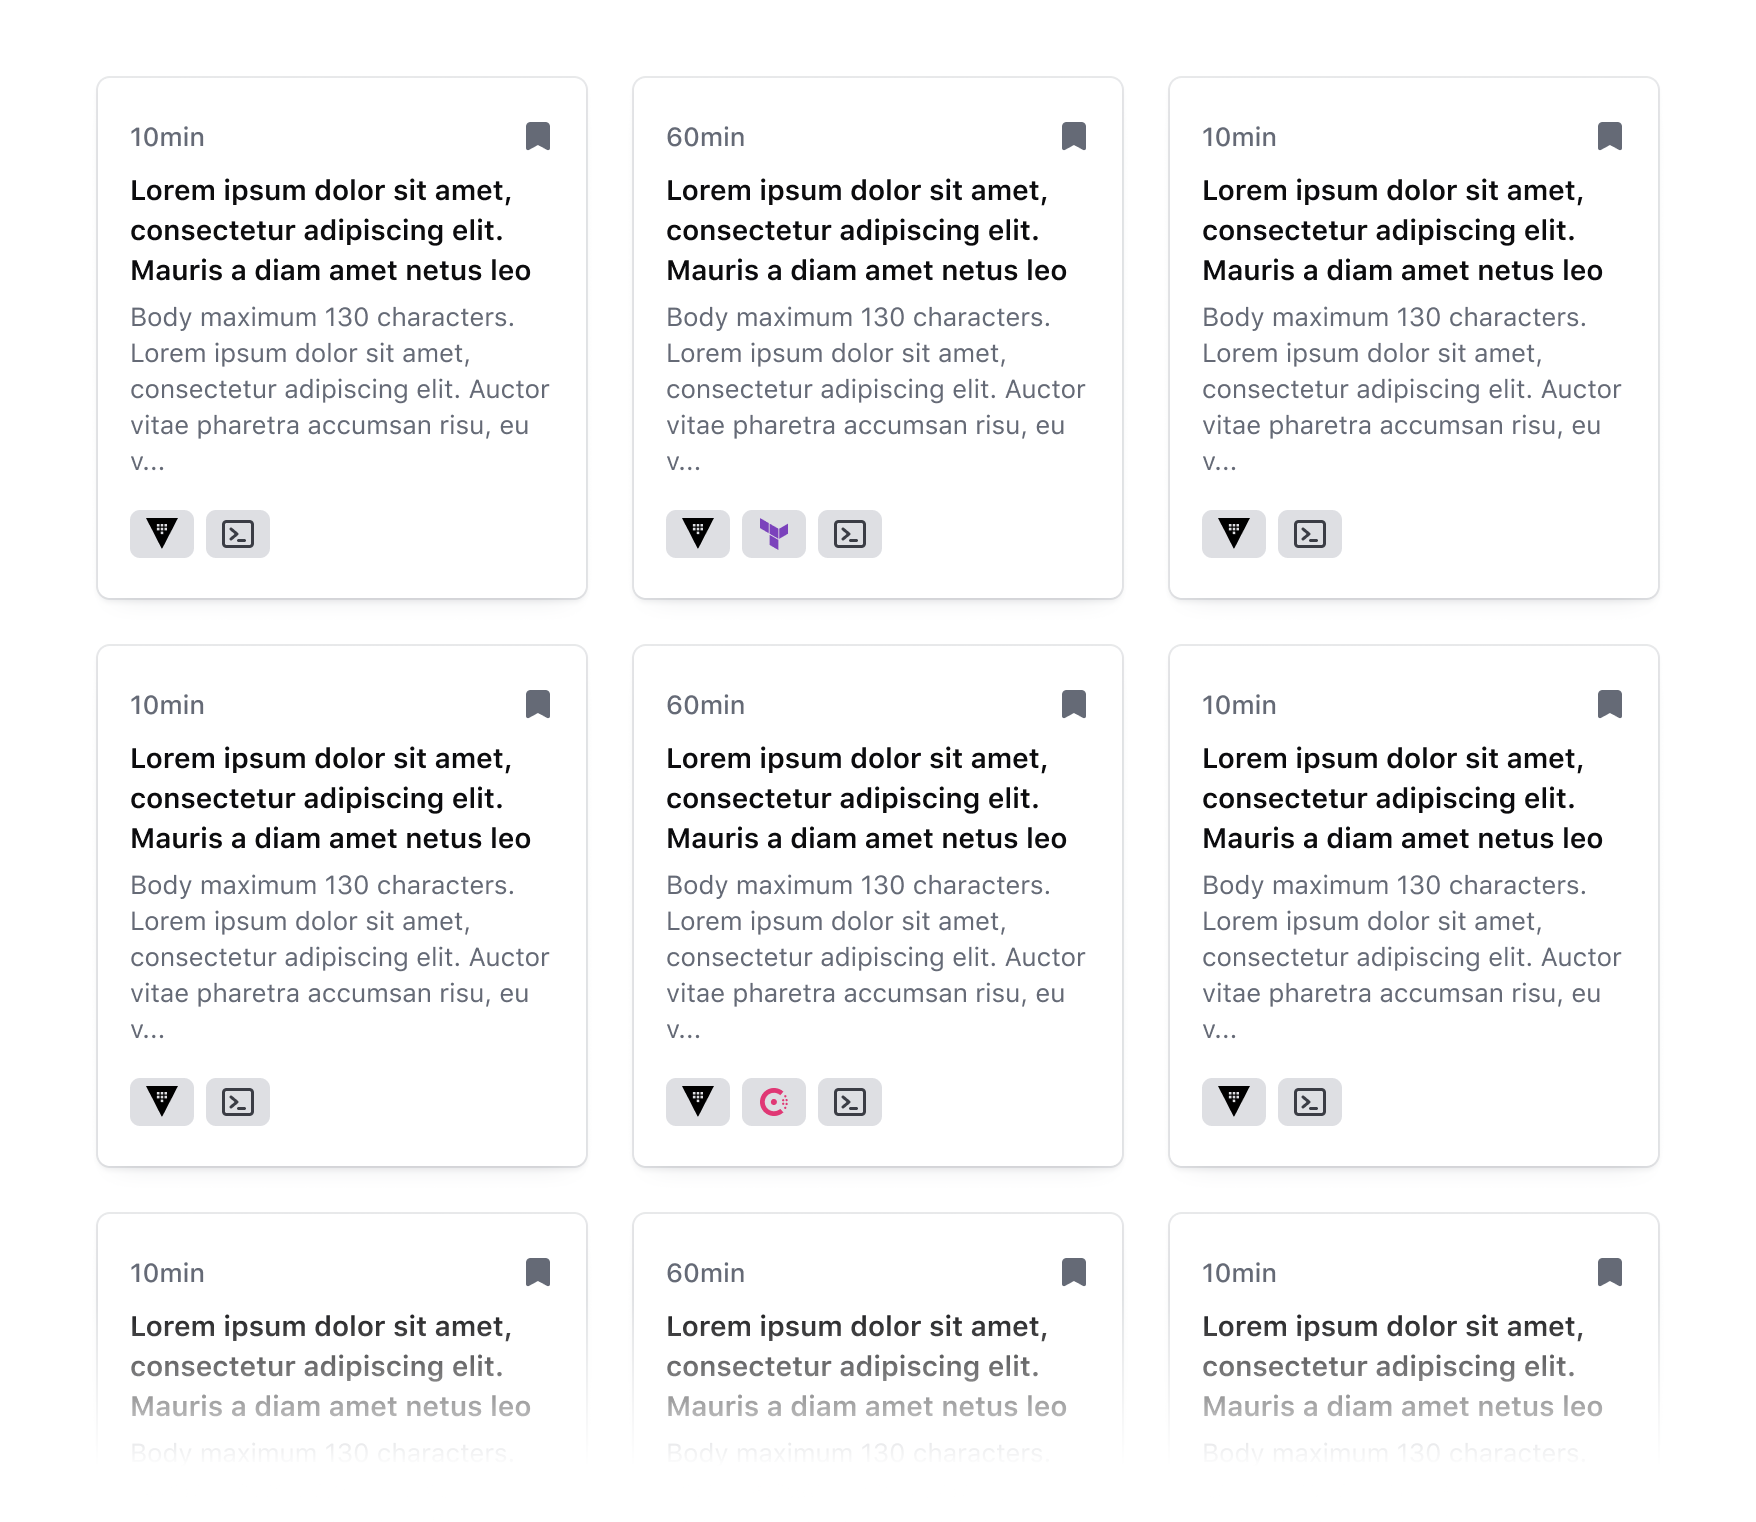 10min
Lorem ipsum dolor sit amet,
consectetur adipiscing elit.
Mauris a diam amet netus leo
Body maximum 130 characters.
Lorem ipsum dolor sit amet,
consectetur adipiscing elit. Auctor
vitae pharetra accumsan risu, eu
v...
60min
Lorem ipsum dolor sit amet,
consectetur adipiscing elit.
Mauris a diam amet netus leo
Body maximum 130 characters.
Lorem ipsum dolor sit amet,
consectetur adipiscing elit. Auctor
vitae pharetra accumsan risu, eu
v...
10min
Lorem ipsum dolor sit amet,
consectetur adipiscing elit.
Mauris a diam amet netus leo
Body maximum 130 characters.
Lorem ipsum dolor sit amet,
consectetur adipiscing elit. Auctor
vitae pharetra accumsan risu, eu
v...
10min
Lorem ipsum dolor sit amet,
consectetur adipiscing elit.
Mauris a diam amet netus leo
Body maximum 130 characters.
Lorem ipsum dolor sit amet,
consectetur adipiscing elit. Auctor
vitae pharetra accumsan risu, eu
v...
60min
Lorem ipsum dolor sit amet,
consectetur adipiscing elit.
Mauris a diam amet netus leo
Body maximum 130 characters.
Lorem ipsum dolor sit amet,
consectetur adipiscing elit. Auctor
vitae pharetra accumsan risu, eu
v...
10min
Lorem ipsum dolor sit amet,
consectetur adipiscing elit.
Mauris a diam amet netus leo
Body maximum 130 characters.
Lorem ipsum dolor sit amet,
consectetur adipiscing elit. Auctor
vitae pharetra accumsan risu, eu
v...
10min
Lorem ipsum dolor sit amet,
consectetur adipiscing elit.
Mauris a diam amet netus leo
Body maximum 130 characters.
60min
Lorem ipsum dolor sit amet,
consectetur adipiscing elit.
Mauris a diam amet netus leo
Body maximum 130 characters.
10min
Lorem ipsum dolor sit amet,
consectetur adipiscing elit.
Mauris a diam amet netus leo
Body maximum 130 characters.